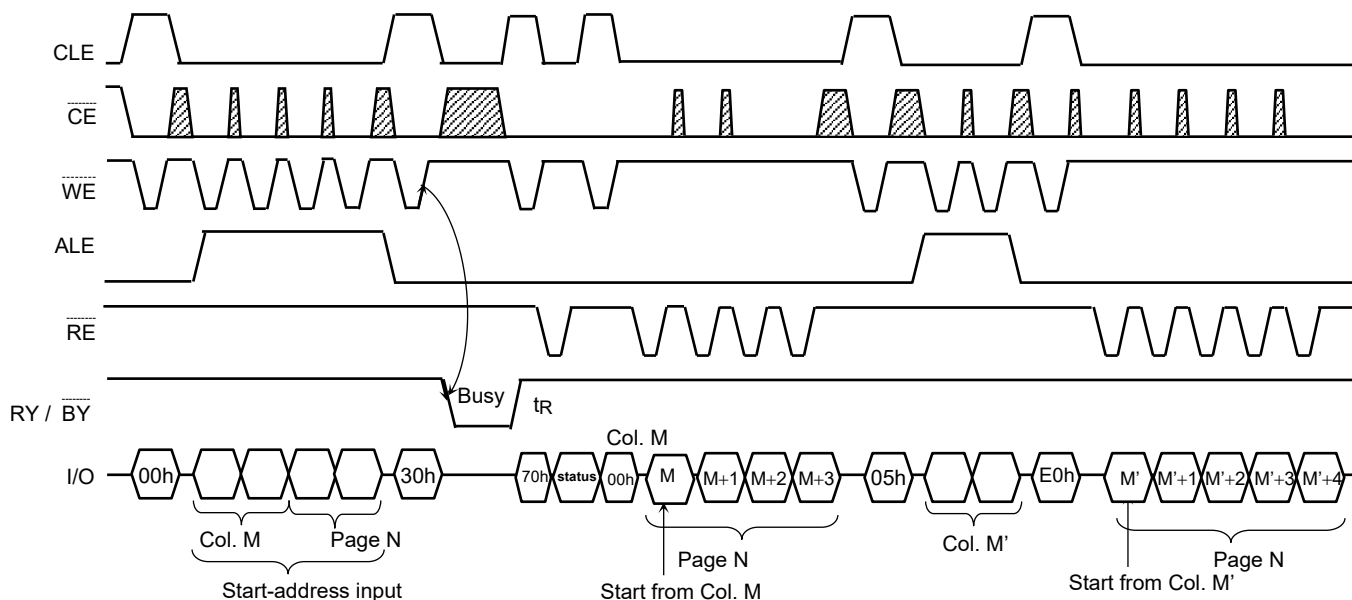 CLE
CE
WE
ALE
RE
RY / BY
Busy
tR
Col. M
I/O
00h
30h
70h
status
00h
M
M+1
M+2
M+3
05h
E0h
M'
M'+1
M'+2
M'+3
M'+4
Col. M
Page N
Start-address input
Page N
Start from Col. M
Col. M'
Page N
Start from Col. M'